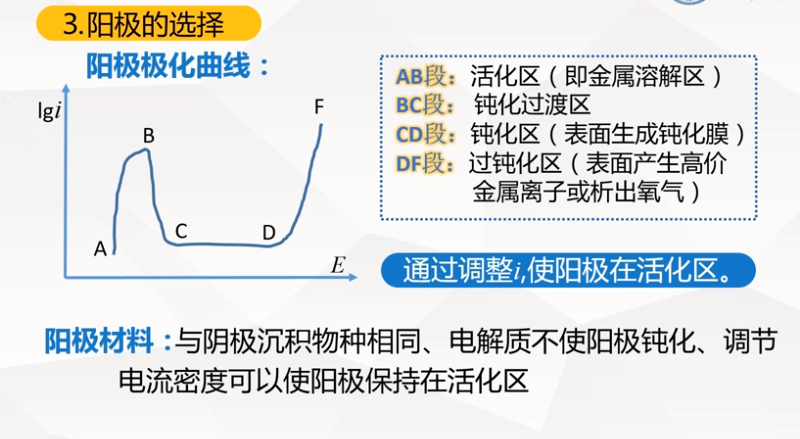 3.阳极的选择
阳极极化曲线：
lgi
A
B
C
D
F
E
AB段：活化区（即金属溶解区）
BC段：钝化过渡区
CD段：钝化区（表面生成钝化膜）
DF段：过钝化区（表面产生高价
金属离子或析出氧气）
通过调整i,使阳极在活化区。
阳极材料：与阴极沉积物种相同、电解质不使阳极钝化、调节
电流密度可以使阳极保持在活化区